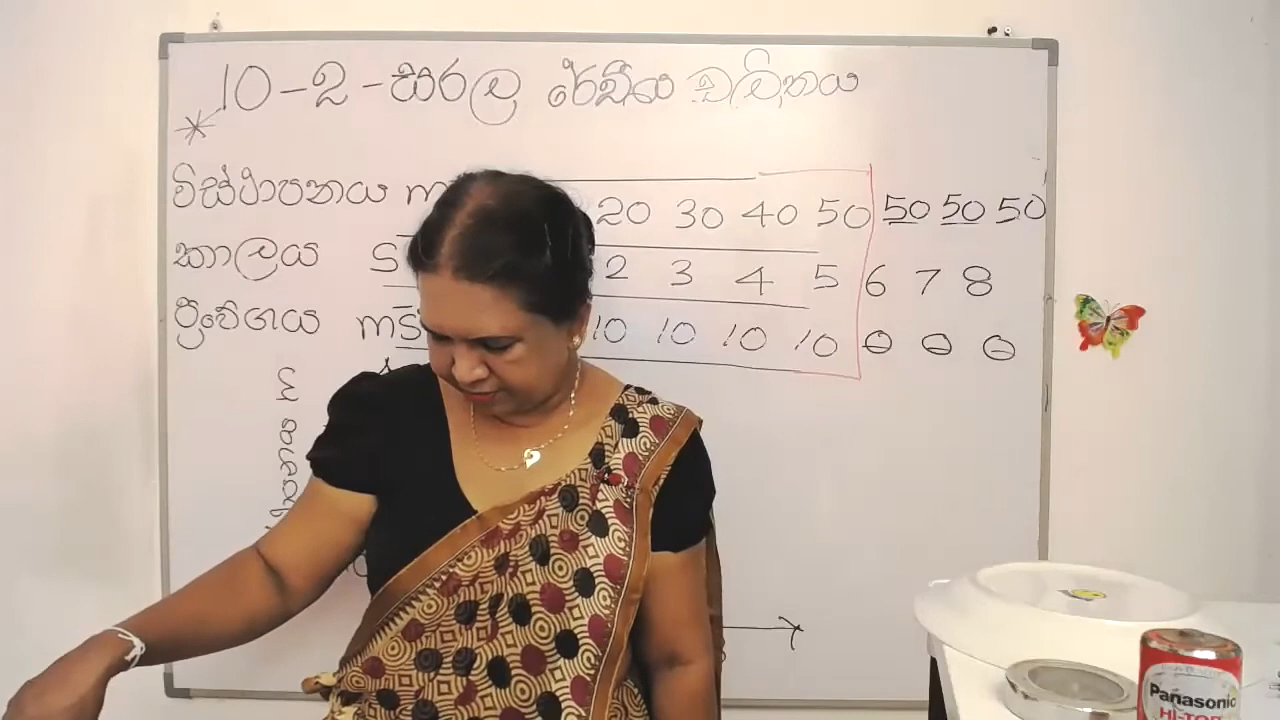 10 - 2 - සරල රේඛීය චලිතය
විස්ථාපනය m 20 30 40 50 50 50 50
කාලය S 2 3 4 5 6 7 8
ප්‍රවේගය 10 10 10 10 0 0 0
Panasonic